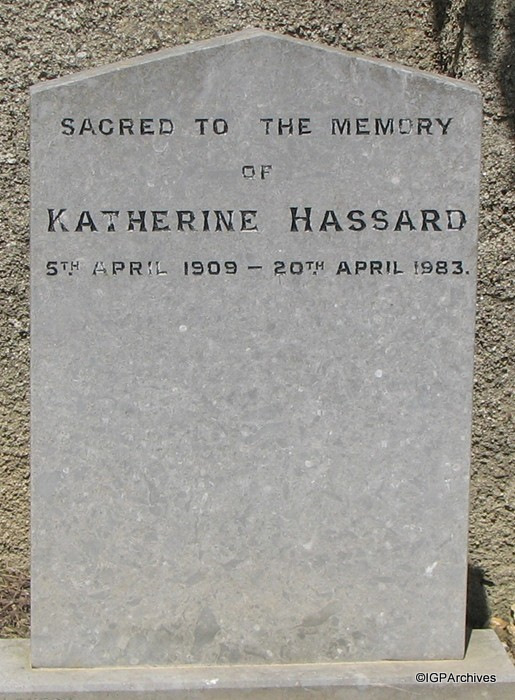 SACRED TO THE MEMORY
OF
KATHERINE HASSARD
5TH APRIL 1909 – 20TH APRIL 1983.
©IGPArchives